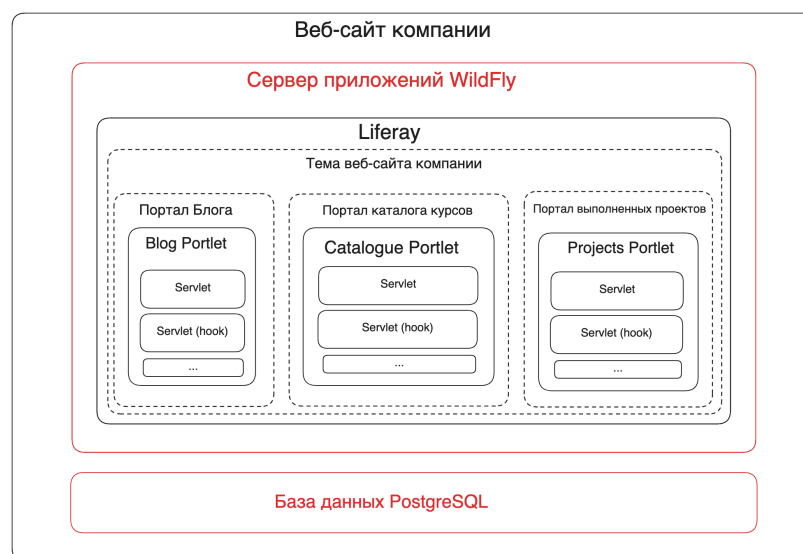 Веб-сайт компании
Сервер приложений WildFly
Liferay
Тема веб-сайта компании
Портал Блога
Blog Portlet
Servlet
Servlet (hook)
...
Портал каталога курсов
Catalogue Portlet
Servlet
Servlet (hook)
...
Портал выполненных проектов
Projects Portlet
Servlet
Servlet (hook)
...
База данных PostgreSQL